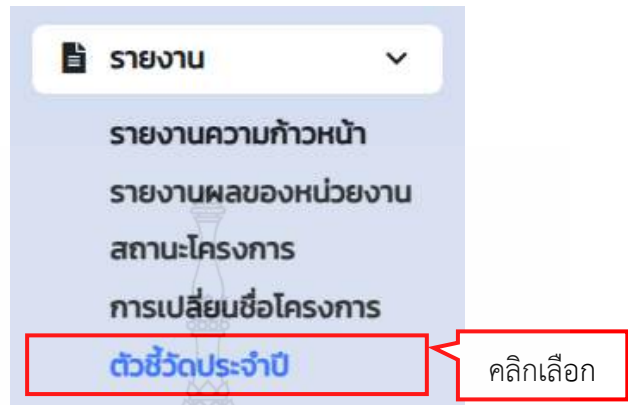 รายงาน
รายงานความก้าวหน้า
รายงานผลของหน่วยงาน
สถานะโครงการ
การเปลี่ยนชื่อโครงการ
ตัวชี้วัดประจำปี
คลิกเลือก